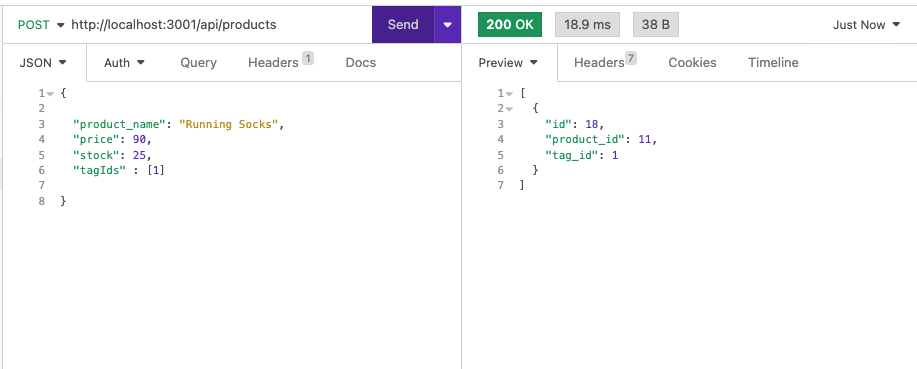 POST http://localhost:3001/api/products Send 200 OK 18.9 ms 38 B Just Now
JSON Auth Query Headers 1 Docs Preview Headers 7 Cookies Timeline
1 {
2
3 "product_name": "Running Socks",
4 "price": 90,
5 "stock": 25,
6 "tagIds" : [1]
7
8 }
1 [
2 {
3 "id": 18,
4 "product_id": 11,
5 "tag_id": 1
6 }
7 ]